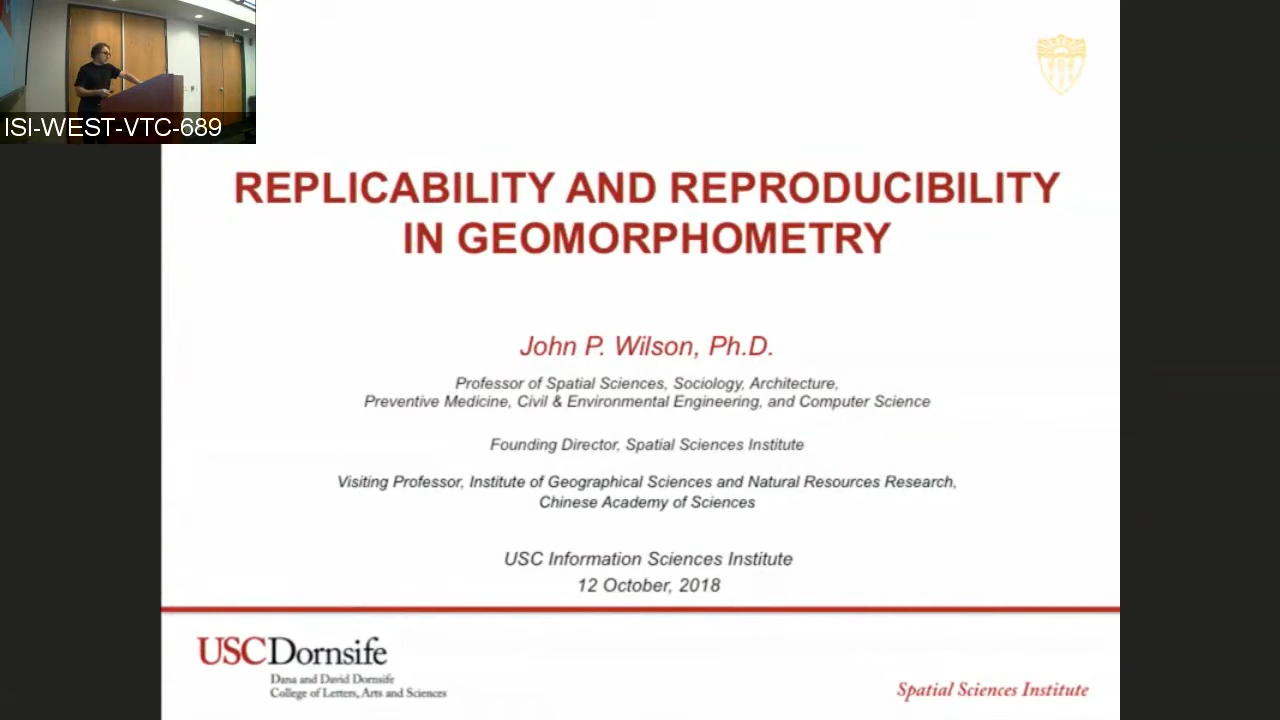 ISI-WEST-VTC-689
REPLICABILITY AND REPRODUCIBILITY
IN GEOMORPHOMETRY
John P. Wilson, Ph.D.
Professor of Spatial Sciences, Sociology, Architecture,
Preventive Medicine, Civil & Environmental Engineering, and Computer Science
Founding Director, Spatial Sciences Institute
Visiting Professor, Institute of Geographical Sciences and Natural Resources Research,
Chinese Academy of Sciences
USC Information Sciences Institute
12 October, 2018
USCDornsife
Dana and David Dornsife
College of Letters, Arts and Sciences
Spatial Sciences Institute